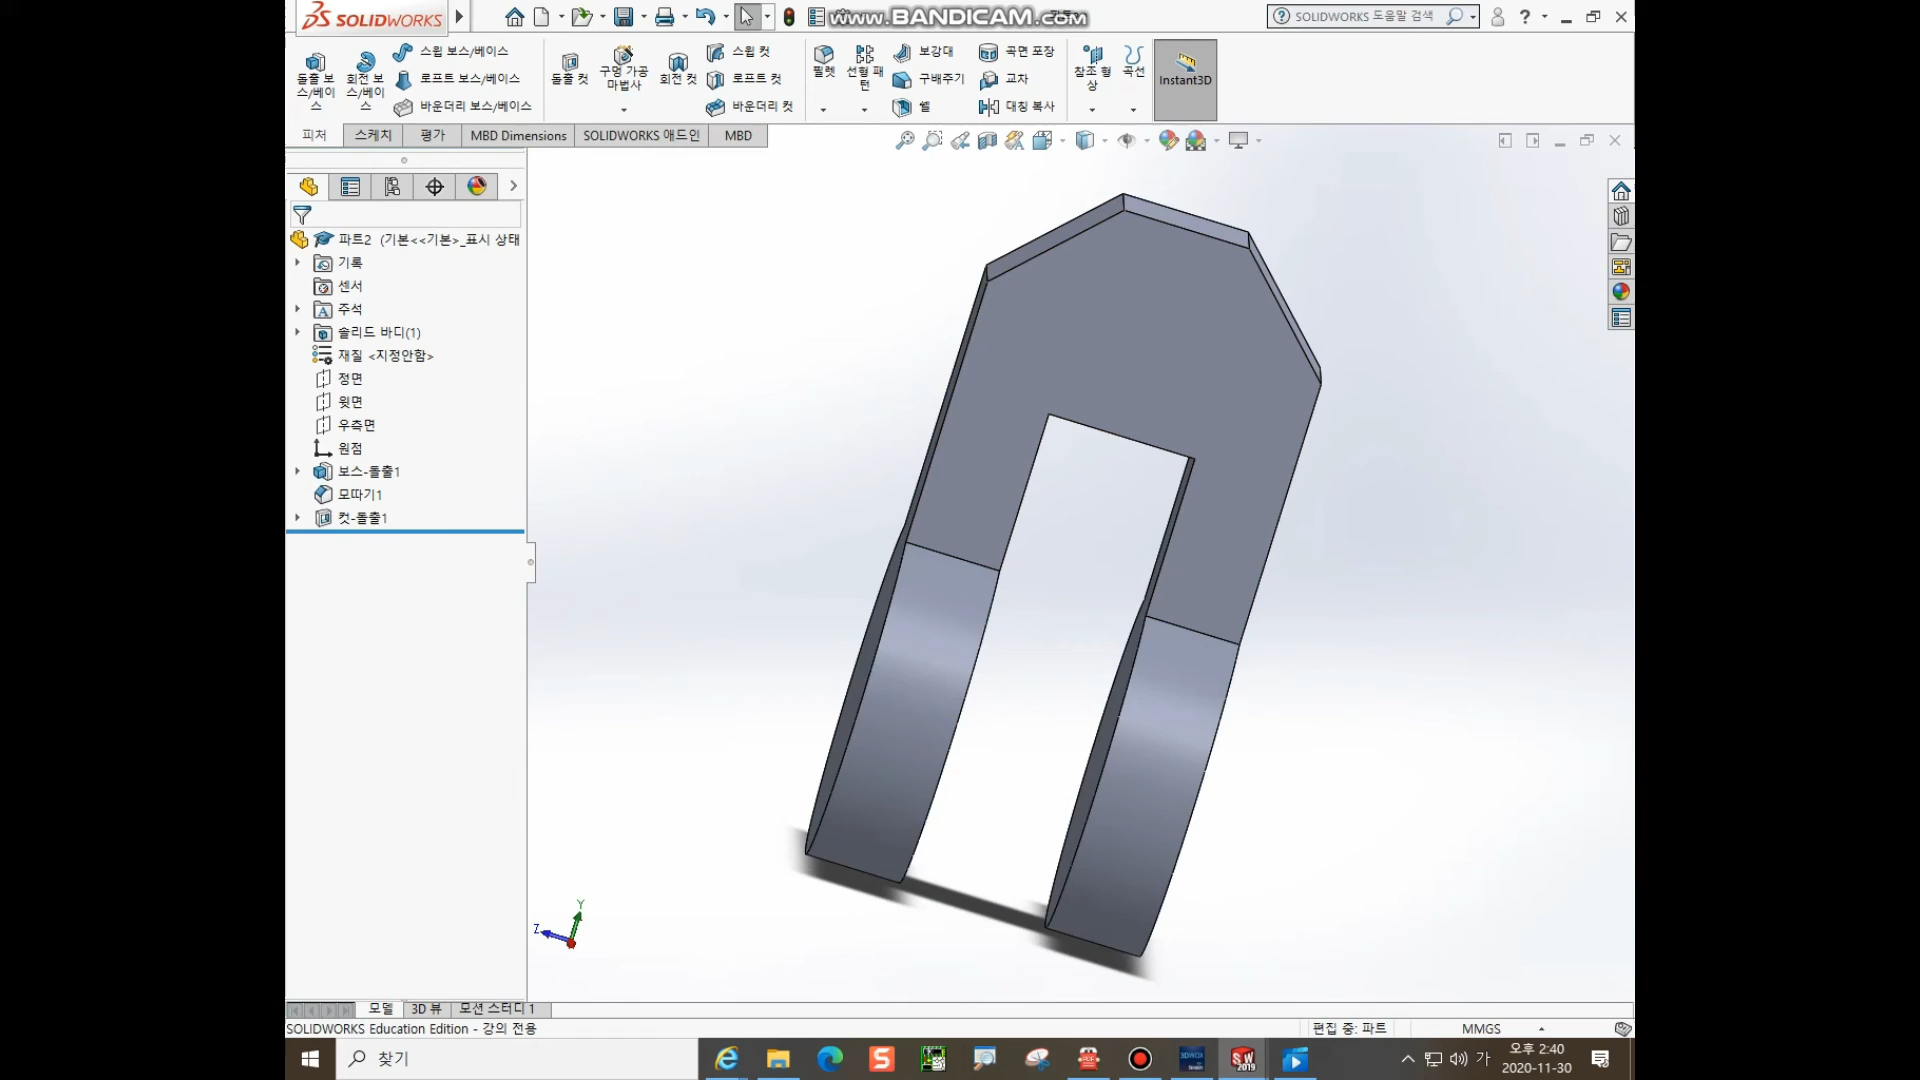 SOLIDWORKS
www.BANDICAM.com
SOLIDWORKS 도움말 검색
돌출 보스/베이스
회전 보스/베이스
스윕 보스/베이스
로프트 보스/베이스
바운더리 보스/베이스
돌출 컷
구멍 가공 마법사
회전 컷
스윕 컷
로프트 컷
바운더리 컷
필렛
선형 패턴
보강대
구배주기
쉘
곡면 포장
교차
대칭 복사
참조 형상
곡선
Instant3D
피처
스케치
평가
MBD Dimensions
SOLIDWORKS 애드인
MBD
파트2 (기본<<기본>_표시 상태
기록
센서
주석
솔리드 바디(1)
재질 <지정안함>
정면
윗면
우측면
원점
보스-돌출1
모따기1
컷-돌출1
Y
Z
모델
3D 뷰
모션 스터디 1
SOLIDWORKS Education Edition - 강의 전용
편집 중: 파트
MMGS
찾기
3DWOX
SW
2019
가
오후 2:40
2020-11-30